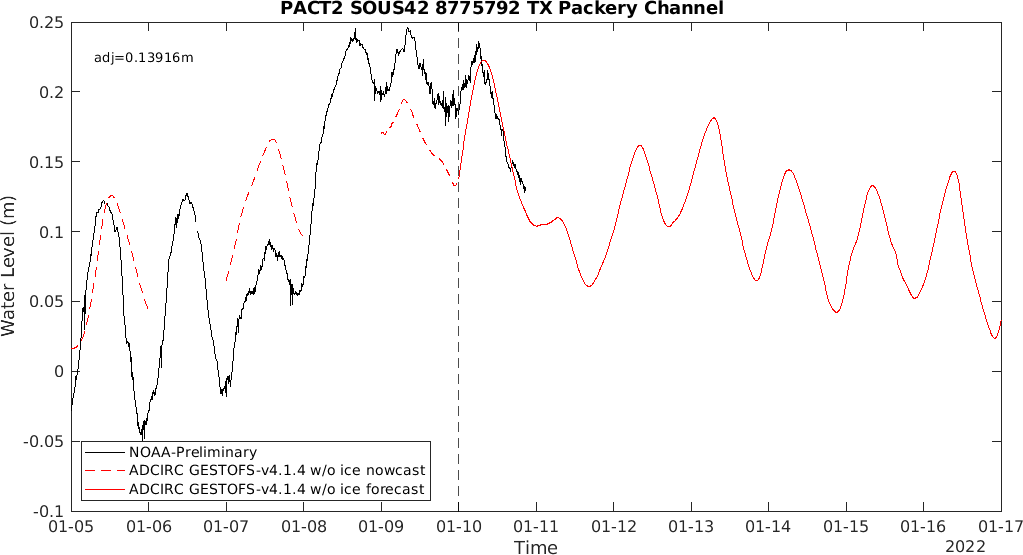 PACT2 SOUS42 8775792 TX Packery Channel
adj=0.13916m
0.25
0.2
0.15
0.1
0.05
0
-0.05
-0.1
Water Level (m)
NOAA-Preliminary
ADCIRC GESTOFS-v4.1.4 w/o ice nowcast
ADCIRC GESTOFS-v4.1.4 w/o ice forecast
01-05 01-06 01-07 01-08 01-09 01-10 01-11 01-12 01-13 01-14 01-15 01-16 01-17
Time
2022